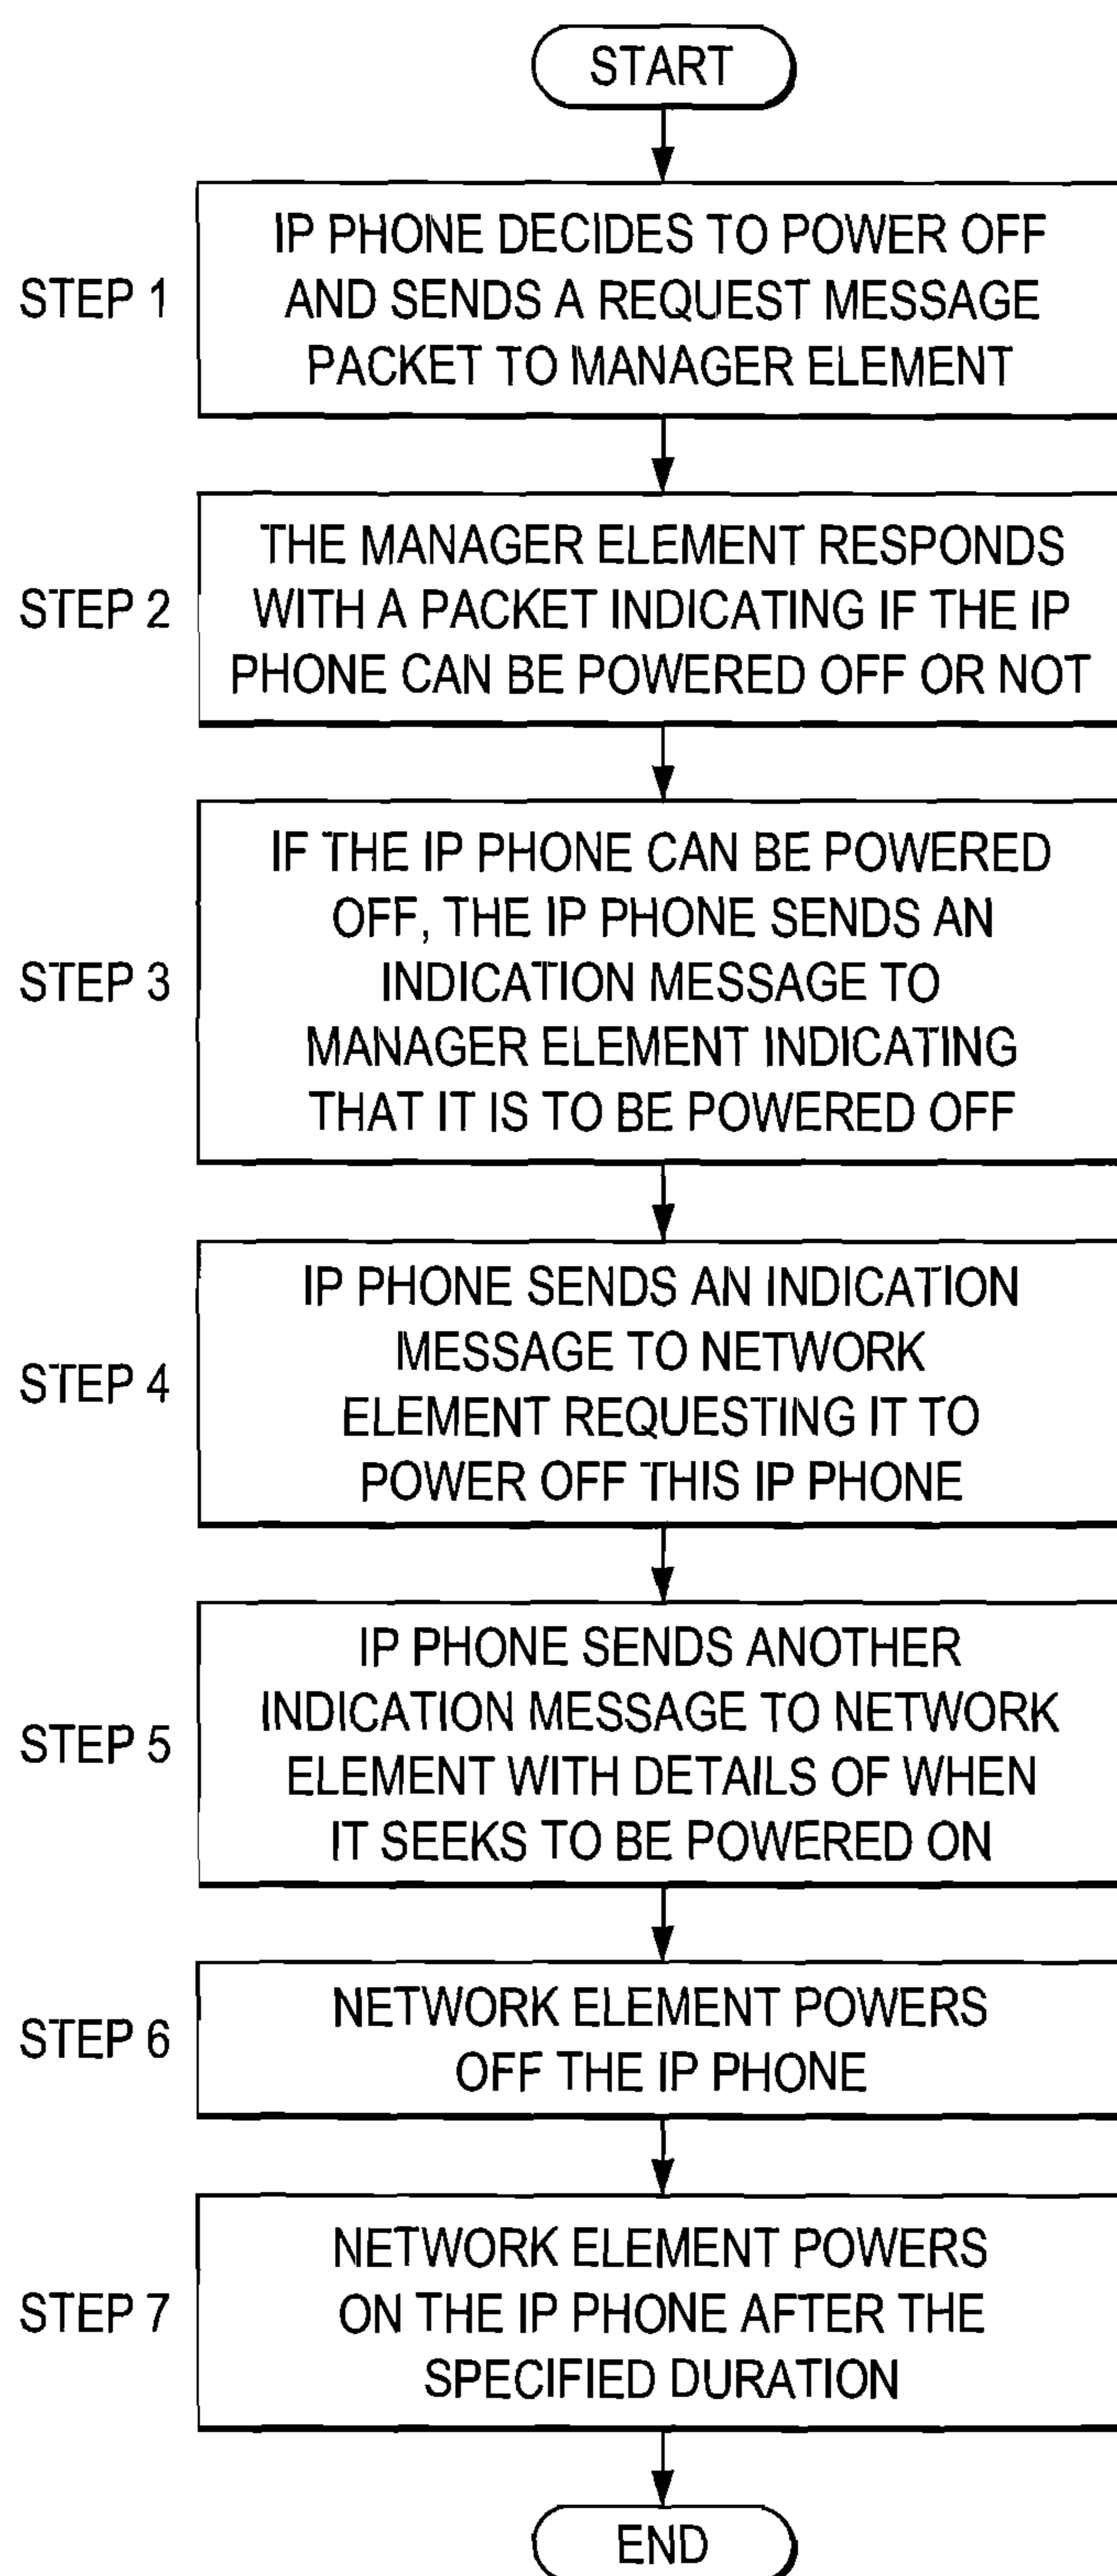 START
STEP 1
IP PHONE DECIDES TO POWER OFF
AND SENDS A REQUEST MESSAGE
PACKET TO MANAGER ELEMENT
STEP 2
THE MANAGER ELEMENT RESPONDS
WITH A PACKET INDICATING IF THE IP
PHONE CAN BE POWERED OFF OR NOT
STEP 3
IF THE IP PHONE CAN BE POWERED
OFF, THE IP PHONE SENDS AN
INDICATION MESSAGE TO
MANAGER ELEMENT INDICATING
THAT IT IS TO BE POWERED OFF
STEP 4
IP PHONE SENDS AN INDICATION
MESSAGE TO NETWORK
ELEMENT REQUESTING IT TO
POWER OFF THIS IP PHONE
STEP 5
IP PHONE SENDS ANOTHER
INDICATION MESSAGE TO NETWORK
ELEMENT WITH DETAILS OF WHEN
IT SEEKS TO BE POWERED ON
STEP 6
NETWORK ELEMENT POWERS
OFF THE IP PHONE
STEP 7
NETWORK ELEMENT POWERS
ON THE IP PHONE AFTER THE
SPECIFIED DURATION
END